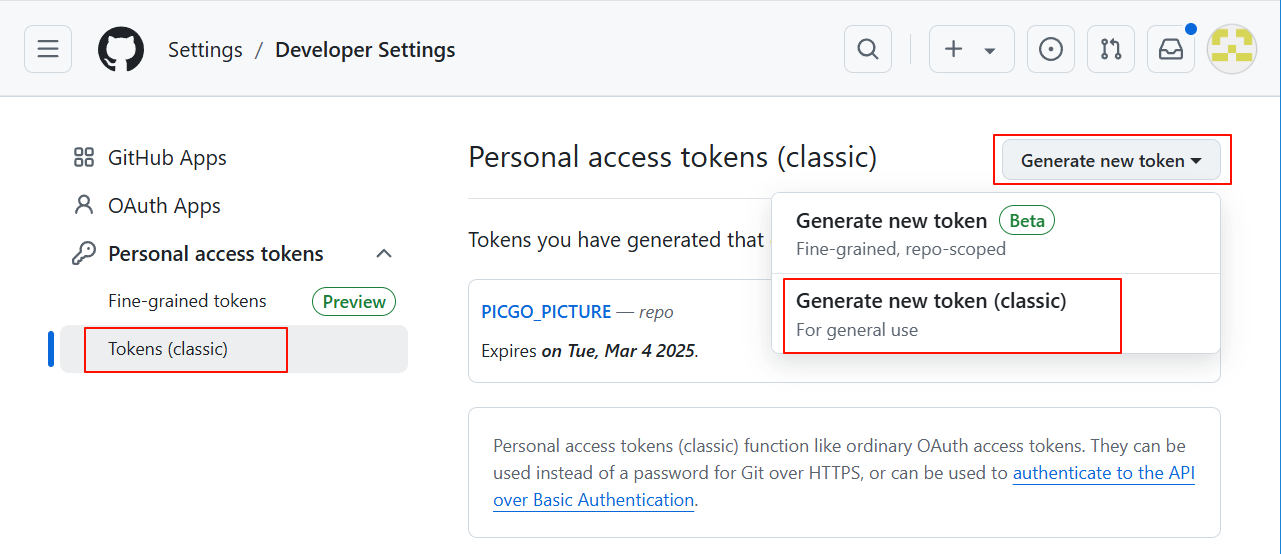 Settings / Developer Settings
GitHub Apps
OAuth Apps
Personal access tokens
Fine-grained tokens Preview
Tokens (classic)
Personal access tokens (classic)
Generate new token
Generate new token Beta
Fine-grained, repo-scoped
Generate new token (classic)
For general use
Tokens you have generated that
PICGO_PICTURE — repo
Expires on Tue, Mar 4 2025.
Personal access tokens (classic) function like ordinary OAuth access tokens. They can be
used instead of a password for Git over HTTPS, or can be used to authenticate to the API
over Basic Authentication.